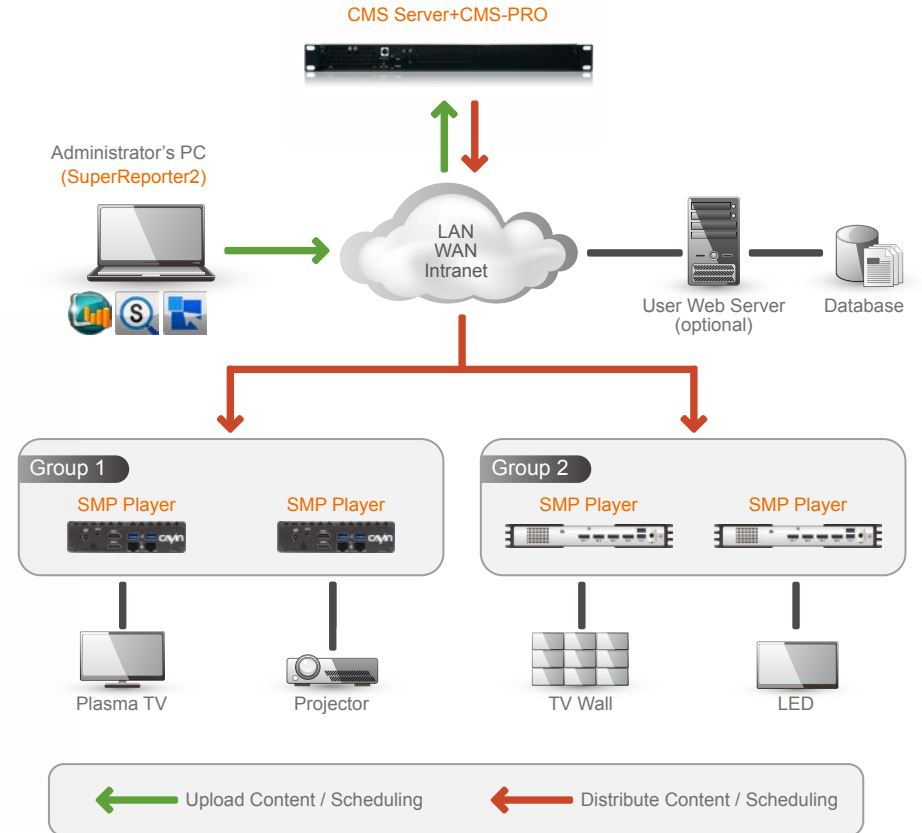 CMS Server+CMS-PRO
Administrator's PC
(SuperReporter2)
LAN
WAN
Intranet
S
User Web Server
(optional)
Database
Group 1
SMP Player
SMP Player
CAYIN
CAYIN
Group 2
SMP Player
SMP Player
Plasma TV
Projector
TV Wall
LED
Upload Content / Scheduling
Distribute Content / Scheduling